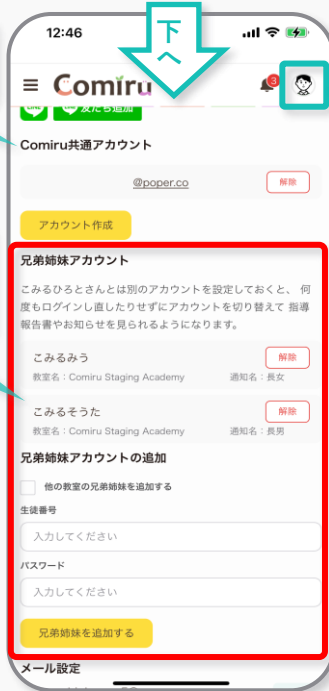 12:46
下
へ
Comiru
3
LINE
友だち追加
Comiru共通アカウント
@poper.co
解除
アカウント作成
兄弟姉妹アカウント
こみるひろとさんとは別のアカウントを設定しておくと、 何
度もログインし直したりせずにアカウントを切り替えて 指導
報告書やお知らせを見られるようになります。
こみるみう
解除
教室名：Comiru Staging Academy 通知名：長女
こみるそうた
解除
教室名：Comiru Staging Academy 通知名：長男
兄弟姉妹アカウントの追加
他の教室の兄弟姉妹を追加する
生徒番号
入力してください
パスワード
入力してください
兄弟姉妹を追加する
メール設定